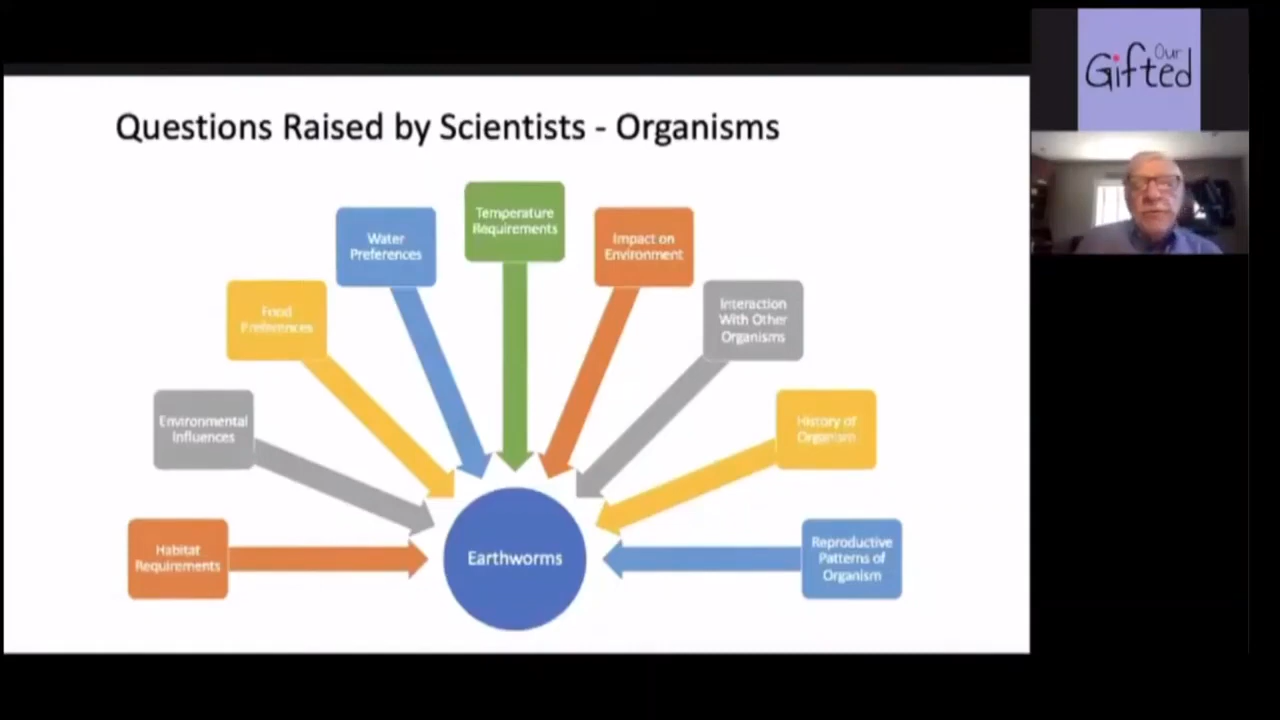 Questions Raised by Scientists - Organisms
Temperature
Requirements
Water
Preferences
Impact on
Environment
Food
Preferences
Interaction
With Other
Organisms
Environmental
Influences
History of
Organism
Habitat
Requirements
Earthworms
Reproductive
Patterns of
Organism
Our
Gifted